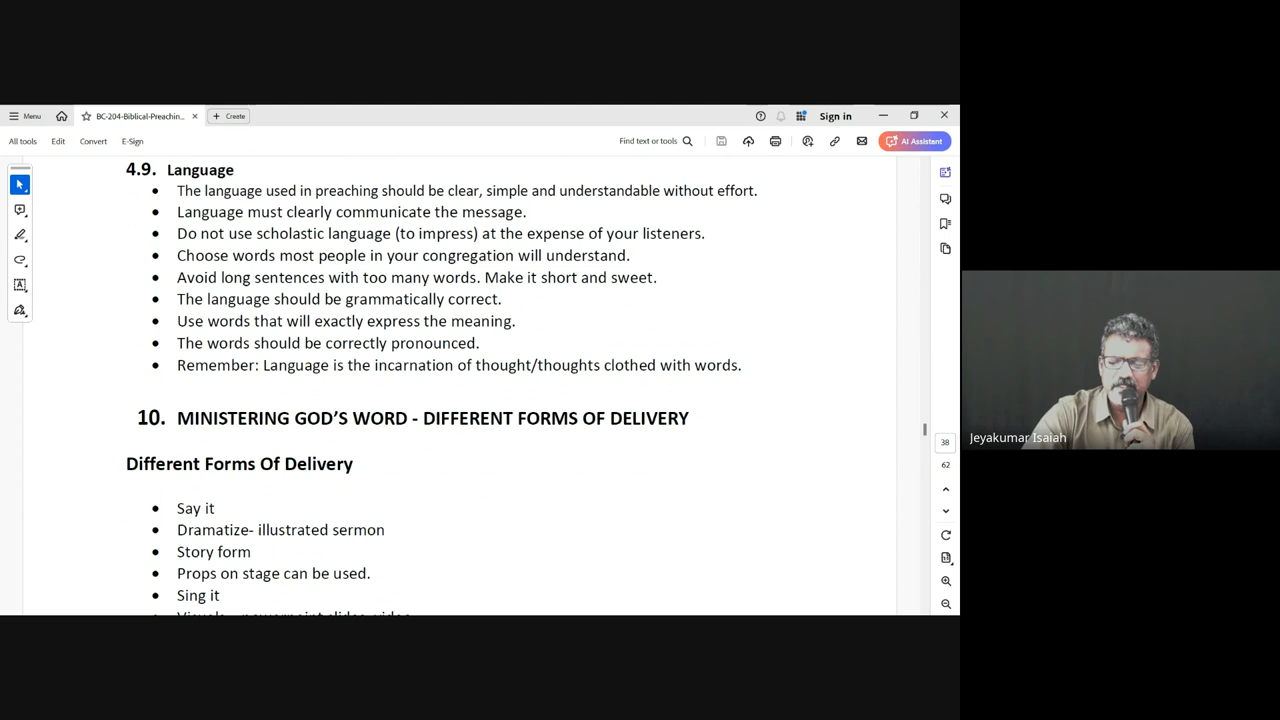 Menu
BC-204-Biblical-Preachin...
Create
Sign in
All tools
Edit
Convert
E-Sign
Find text or tools
AI Assistant
4.9. Language
• The language used in preaching should be clear, simple and understandable without effort.
• Language must clearly communicate the message.
• Do not use scholastic language (to impress) at the expense of your listeners.
• Choose words most people in your congregation will understand.
• Avoid long sentences with too many words. Make it short and sweet.
• The language should be grammatically correct.
• Use words that will exactly express the meaning.
• The words should be correctly pronounced.
• Remember: Language is the incarnation of thought/thoughts clothed with words.
10. MINISTERING GOD’S WORD - DIFFERENT FORMS OF DELIVERY
Different Forms Of Delivery
• Say it
• Dramatize- illustrated sermon
• Story form
• Props on stage can be used.
• Sing it
38
62
Jeyakumar Isaiah